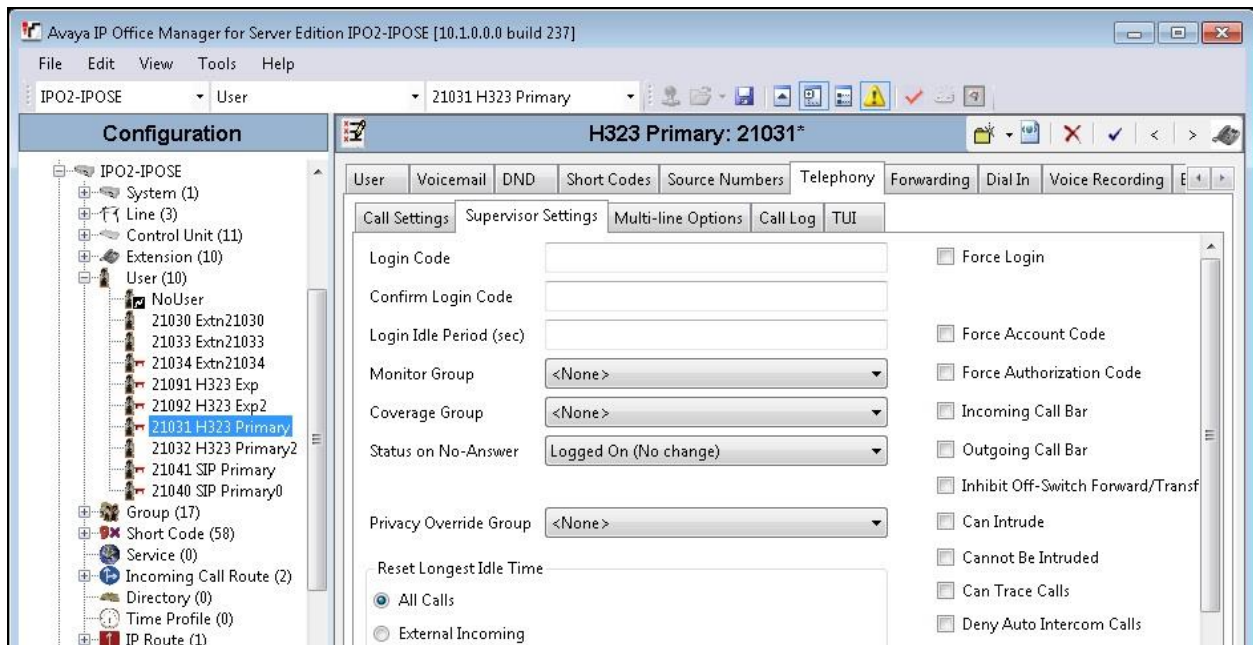 Avaya IP Office Manager for Server Edition IPO2-IPOSE [10.1.0.0.0 build 237]
File Edit View Tools Help
IPO2-IPOSE User 21031 H323 Primary
Configuration
IPO2-IPOSE
System (1)
Line (3)
Control Unit (11)
Extension (10)
User (10)
NoUser
21030 Extn21030
21033 Extn21033
21034 Extn21034
21091 H323 Exp
21092 H323 Exp2
21031 H323 Primary
21032 H323 Primary2
21041 SIP Primary
21040 SIP Primary0
Group (17)
Short Code (58)
Service (0)
Incoming Call Route (2)
Directory (0)
Time Profile (0)
IP Route (1)
H323 Primary: 21031*
User Voicemail DND Short Codes Source Numbers Telephony Forwarding Dial In Voice Recording
Call Settings Supervisor Settings Multi-line Options Call Log TUI
Login Code
Confirm Login Code
Login Idle Period (sec)
Monitor Group <None>
Coverage Group <None>
Status on No-Answer Logged On (No change)
Privacy Override Group <None>
Reset Longest Idle Time
All Calls
External Incoming
Force Login
Force Account Code
Force Authorization Code
Incoming Call Bar
Outgoing Call Bar
Inhibit Off-Switch Forward/Transf
Can Intrude
Cannot Be Intruded
Can Trace Calls
Deny Auto Intercom Calls